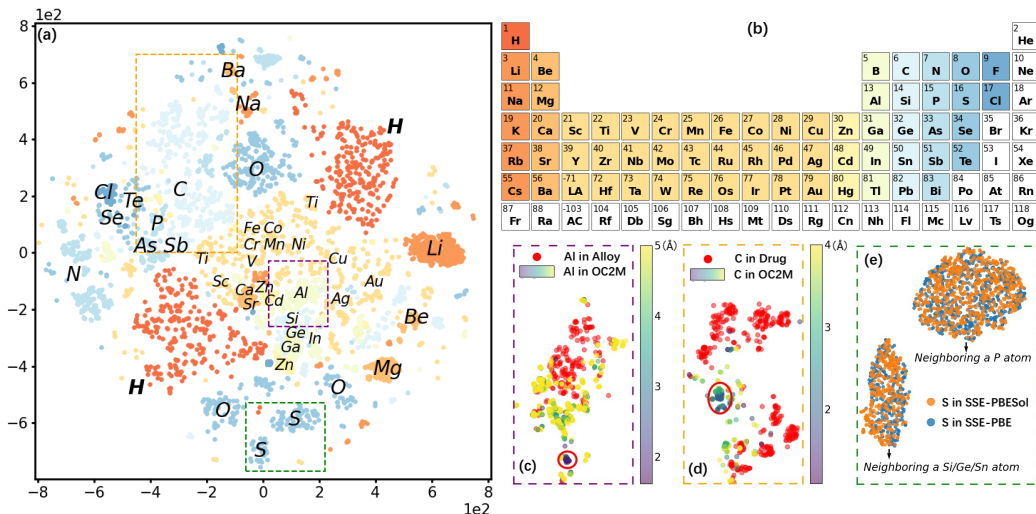 8e2
(a)
8
6
4
2
0
−2
−4
−6
−8
−6
−4
−2
0
2
4
6
8
1e2
Ba
Na
H
O
Cl
Te
C
Se
P
As Sb
Ti
Fe Co
Cr Mn Ni
V
Ti
Cu
Li
N
Sc
Ca
Zn
Sr
Cd
Al
Ag
Au
Si
Be
Ge In
Ga
Zn
Mg
H
O
O
S
S
(b)
1 H 2 He
3 Li 4 Be 5 B 6 C 7 N 8 O 9 F 10 Ne
11 Na 12 Mg 13 Al 14 Si 15 P 16 S 17 Cl 18 Ar
19 K 20 Ca 21 Sc 22 Ti 23 V 24 Cr 25 Mn 26 Fe 27 Co 28 Ni 29 Cu 30 Zn 31 Ga 32 Ge 33 As 34 Se 35 Br 36 Kr
37 Rb 38 Sr 39 Y 40 Zr 41 Nb 42 Mo 43 Tc 44 Ru 45 Rh 46 Pd 47 Ag 48 Cd 49 In 50 Sn 51 Sb 52 Te 53 I 54 Xe
55 Cs 56 Ba -71 LA 72 Hf 73 Ta 74 W 75 Re 76 Os 77 Ir 78 Pt 79 Au 80 Hg 81 Tl 82 Pb 83 Bi 84 Po 85 At 86 Rn
87 Fr 88 Ra -103 AC 104 Rf 105 Db 106 Sg 107 Bh 108 Hs 109 Mt 110 Ds 111 Rg 112 Cn 113 Nh 114 Fl 115 Mc 116 Lv 117 Ts 118 Og
Al in Alloy
Al in OC2M
(c)
5 (Å)
4
3
2
C in Drug
C in OC2M
(d)
4 (Å)
3
2
(e)
Neighboring a P atom
S in SSE-PBESol
S in SSE-PBE
Neighboring a Si/Ge/Sn atom